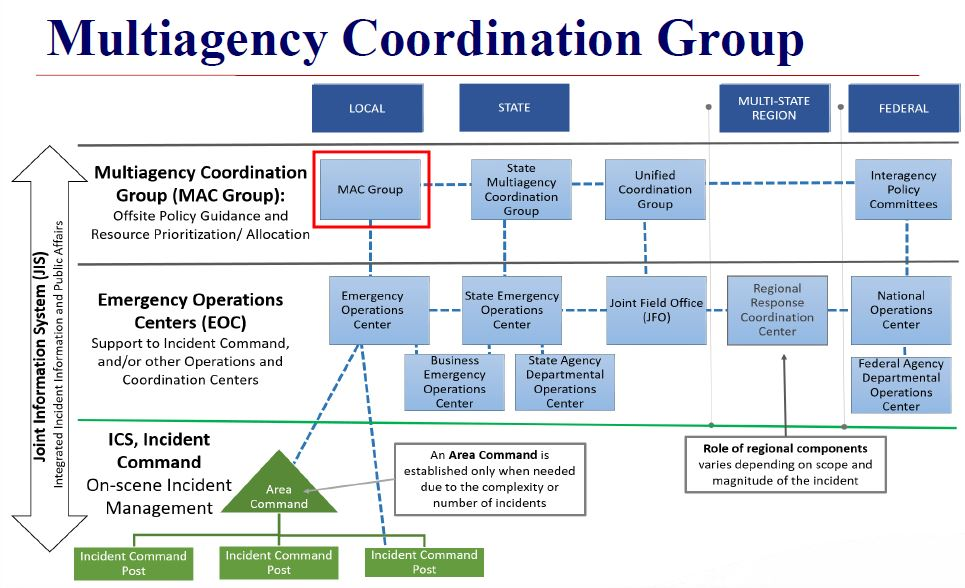 Multiagency Coordination Group
LOCAL
STATE
MULTI-STATE
REGION
FEDERAL
Joint Information System (JIS)
Integrated Incident Information and Public Affairs
Multiagency Coordination
Group (MAC Group):
Offsite Policy Guidance and
Resource Prioritization/ Allocation
MAC Group
State
Multiagency
Coordination
Group
Unified
Coordination
Group
Interagency
Policy
Committees
Emergency Operations
Centers (EOC)
Support to Incident Command,
and/or other Operations and
Coordination Centers
Emergency
Operations
Center
State Emergency
Operations
Center
Joint Field Office
(JFO)
Regional
Response
Coordination
Center
National
Operations
Center
Business
Emergency
Operations
Center
State Agency
Departmental
Operations
Center
Federal Agency
Departmental
Operations
Center
ICS, Incident
Command
On-scene Incident
Management
Area
Command
An Area Command is
established only when needed
due to the complexity or
number of incidents
Role of regional components
varies depending on scope and
magnitude of the incident
Incident Command
Post
Incident Command
Post
Incident Command
Post